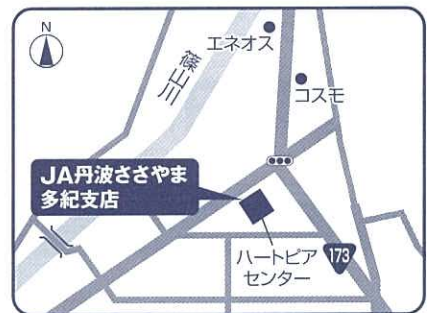 N
エネオス
篠山川
コスモ
JA丹波ささやま
多紀支店
ハートピア
センター
173